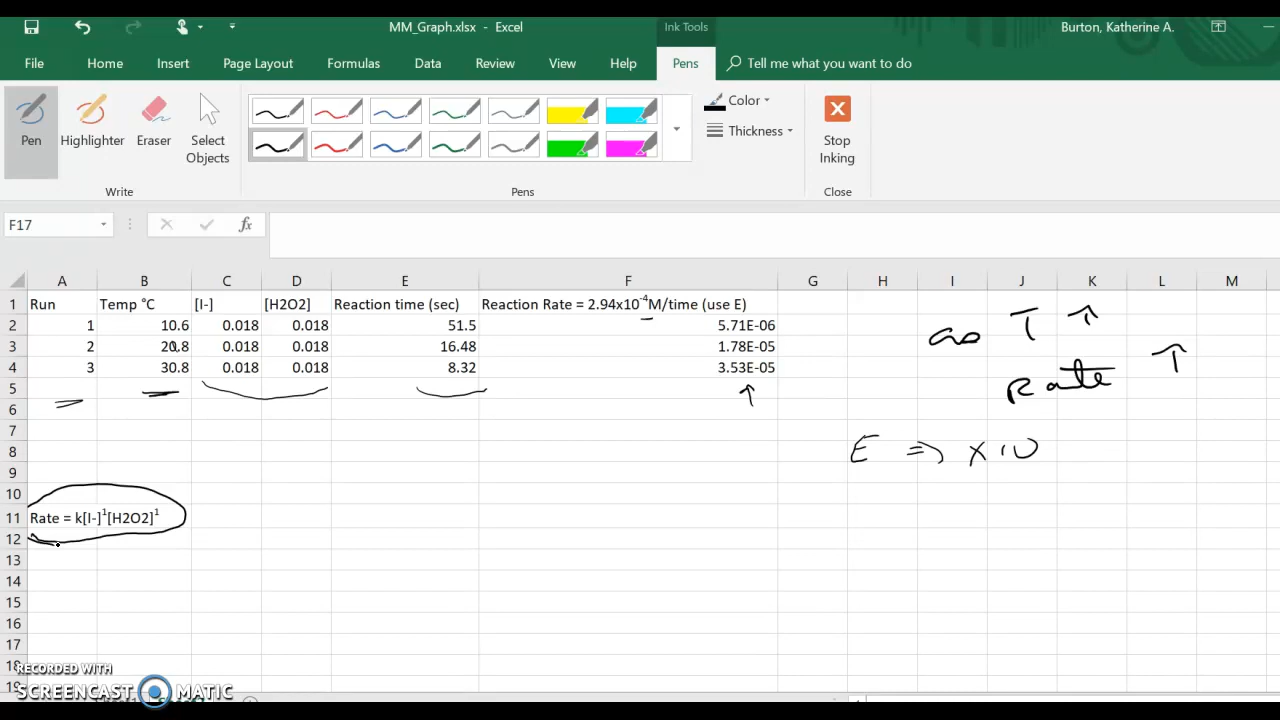 MM_Graph.xlsx - Excel
Ink Tools
Burton, Katherine A.
File Home Insert Page Layout Formulas Data Review View Help Pens Tell me what you want to do
Pen Highlighter Eraser Select Objects
Color
Thickness
Stop Inking
Write Pens Close
F17 fx
A B C D E F G H I J K L M
1 Run Temp °C [I-] [H2O2] Reaction time (sec) Reaction Rate = 2.94x10-4M/time (use E)
2 1 10.6 0.018 0.018 51.5 5.71E-06
3 2 20.8 0.018 0.018 16.48 1.78E-05
4 3 30.8 0.018 0.018 8.32 3.53E-05
as T ↑
Rate ↑
5
6
7
8 E => x10
9
10
11 Rate = k[I-]1[H2O2]1
12
13
14
15
16
17
18
19
RECORDED WITH
SCREENCAST MATIC